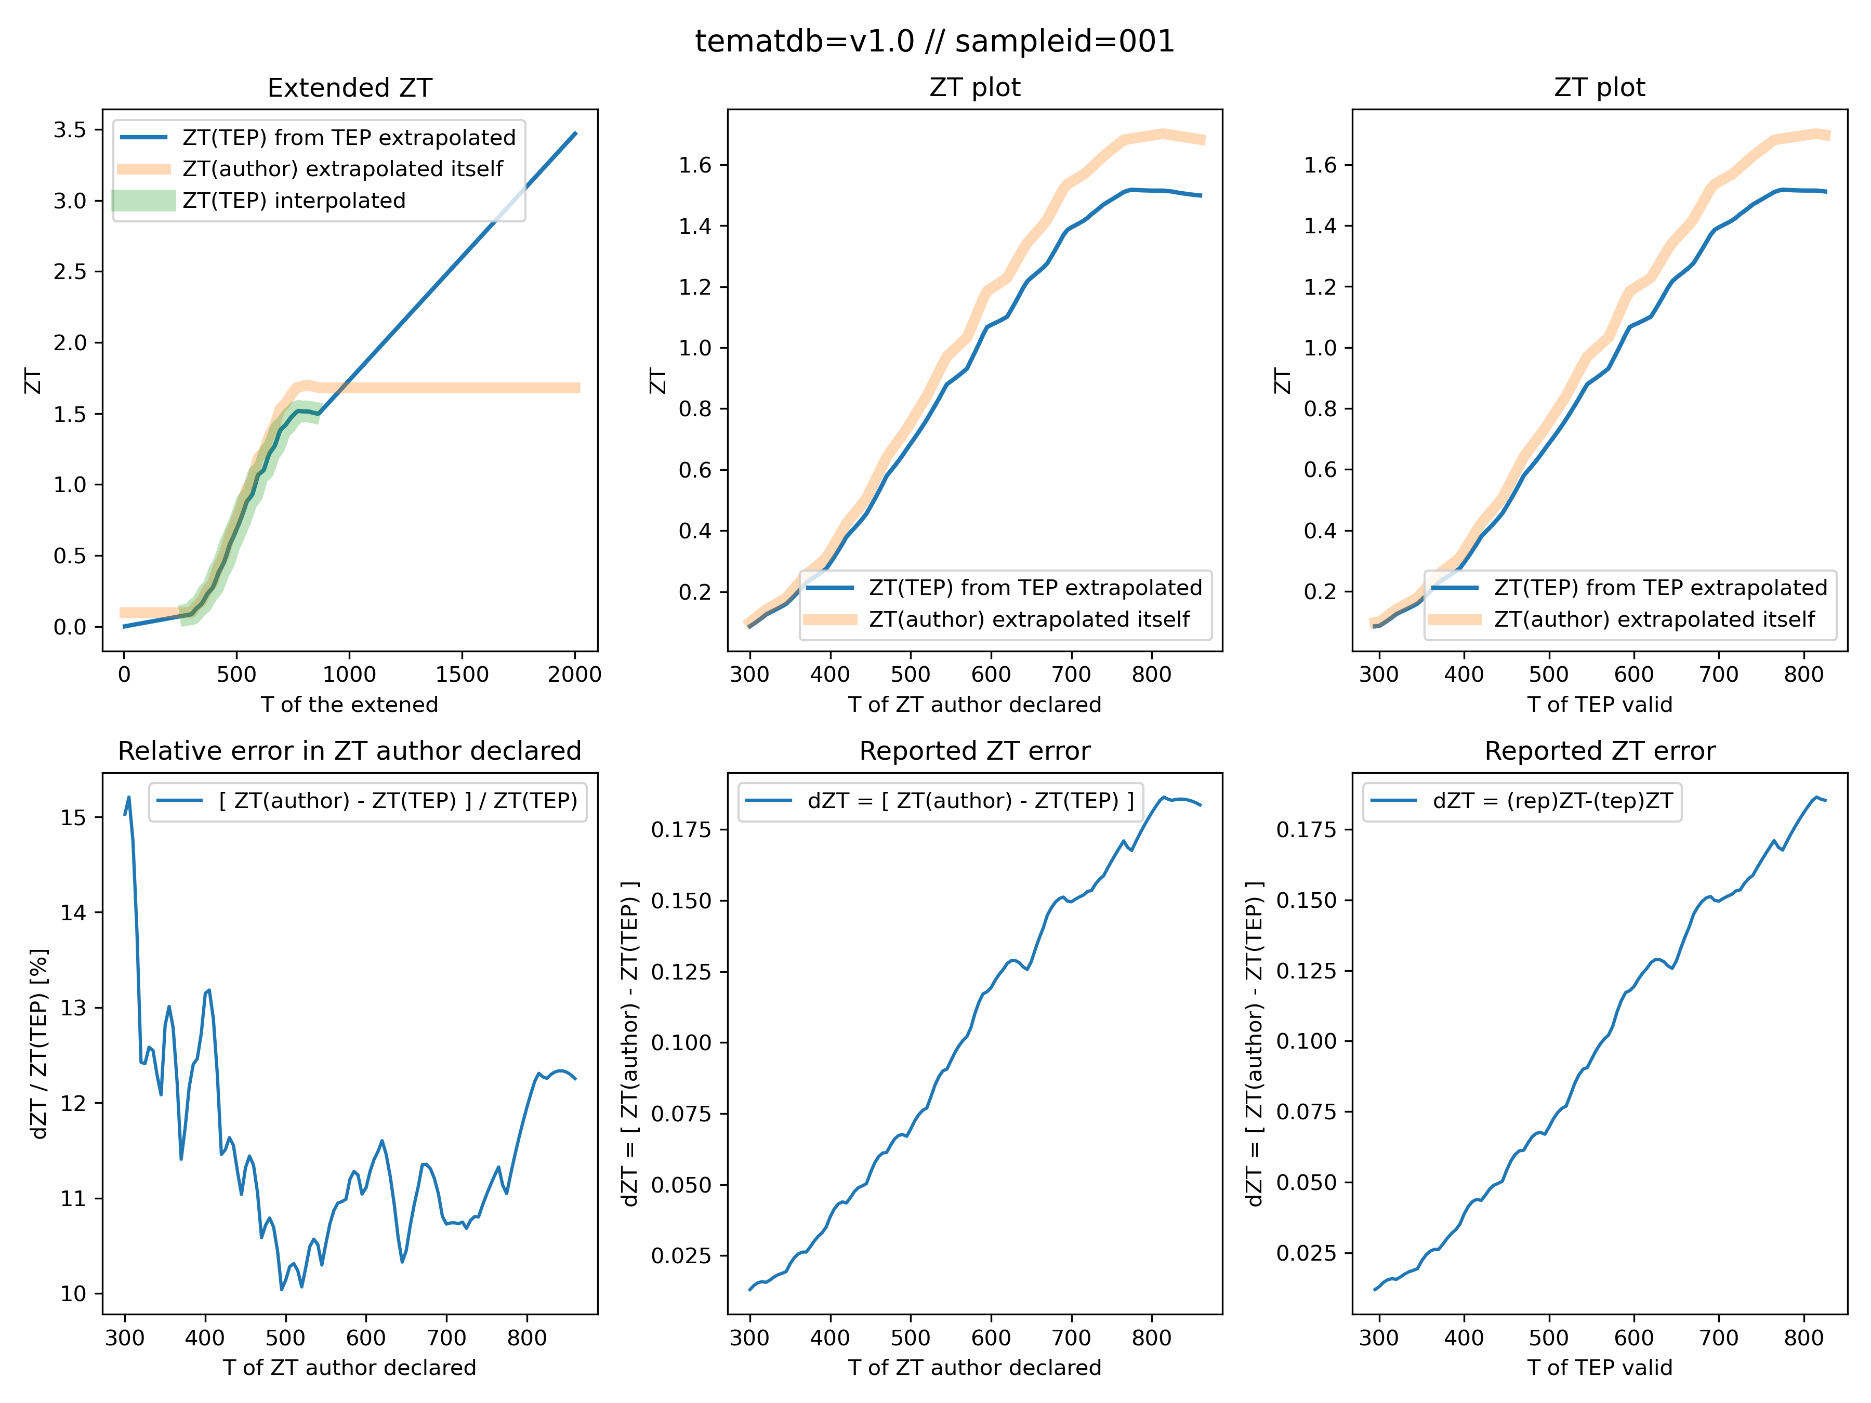 tematdb=v1.0 // sampleid=001
Extended ZT
ZT(TEP) from TEP extrapolated
ZT(author) extrapolated itself
ZT(TEP) interpolated
ZT
3.5
3.0
2.5
2.0
1.5
1.0
0.5
0.0
0 500 1000 1500 2000
T of the extened
ZT plot
ZT
1.6
1.4
1.2
1.0
0.8
0.6
0.4
0.2
ZT(TEP) from TEP extrapolated
ZT(author) extrapolated itself
300 400 500 600 700 800
T of ZT author declared
ZT plot
ZT
1.6
1.4
1.2
1.0
0.8
0.6
0.4
0.2
ZT(TEP) from TEP extrapolated
ZT(author) extrapolated itself
300 400 500 600 700 800
T of TEP valid
Relative error in ZT author declared
[ ZT(author) - ZT(TEP) ] / ZT(TEP)
dZT / ZT(TEP) [%]
15
14
13
12
11
10
300 400 500 600 700 800
T of ZT author declared
Reported ZT error
dZT = [ ZT(author) - ZT(TEP) ]
dZT = [ ZT(author) - ZT(TEP) ]
0.175
0.150
0.125
0.100
0.075
0.050
0.025
300 400 500 600 700 800
T of ZT author declared
Reported ZT error
dZT = (rep)ZT-(tep)ZT
dZT = [ ZT(author) - ZT(TEP) ]
0.175
0.150
0.125
0.100
0.075
0.050
0.025
300 400 500 600 700 800
T of TEP valid